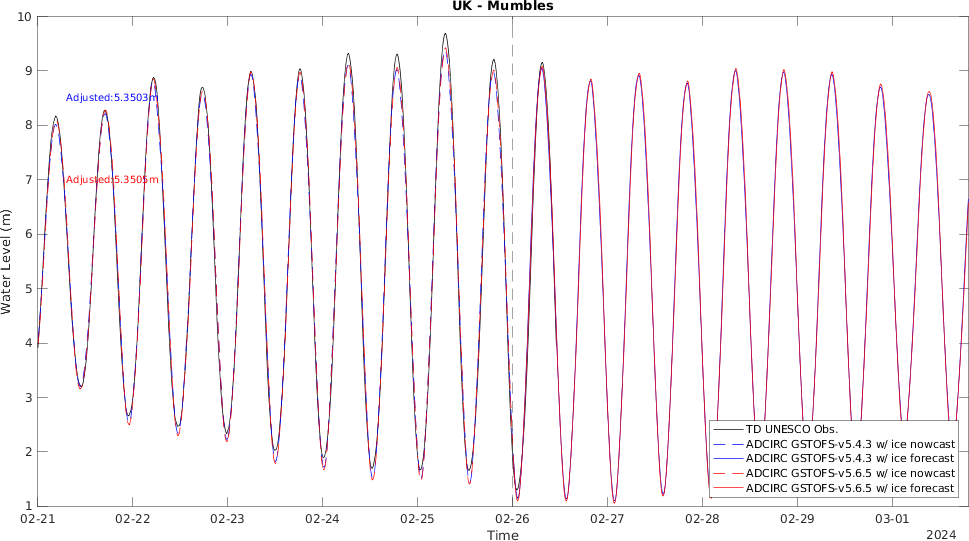 UK - Mumbles
10
9
8
7
6
5
4
3
2
1
Water Level (m)
Adjusted:5.3503m
Adjusted:5.3505m
TD UNESCO Obs.
ADCIRC GSTOFS-v5.4.3 w/ ice nowcast
ADCIRC GSTOFS-v5.4.3 w/ ice forecast
ADCIRC GSTOFS-v5.6.5 w/ ice nowcast
ADCIRC GSTOFS-v5.6.5 w/ ice forecast
02-21 02-22 02-23 02-24 02-25 02-26 02-27 02-28 02-29 03-01
Time
2024